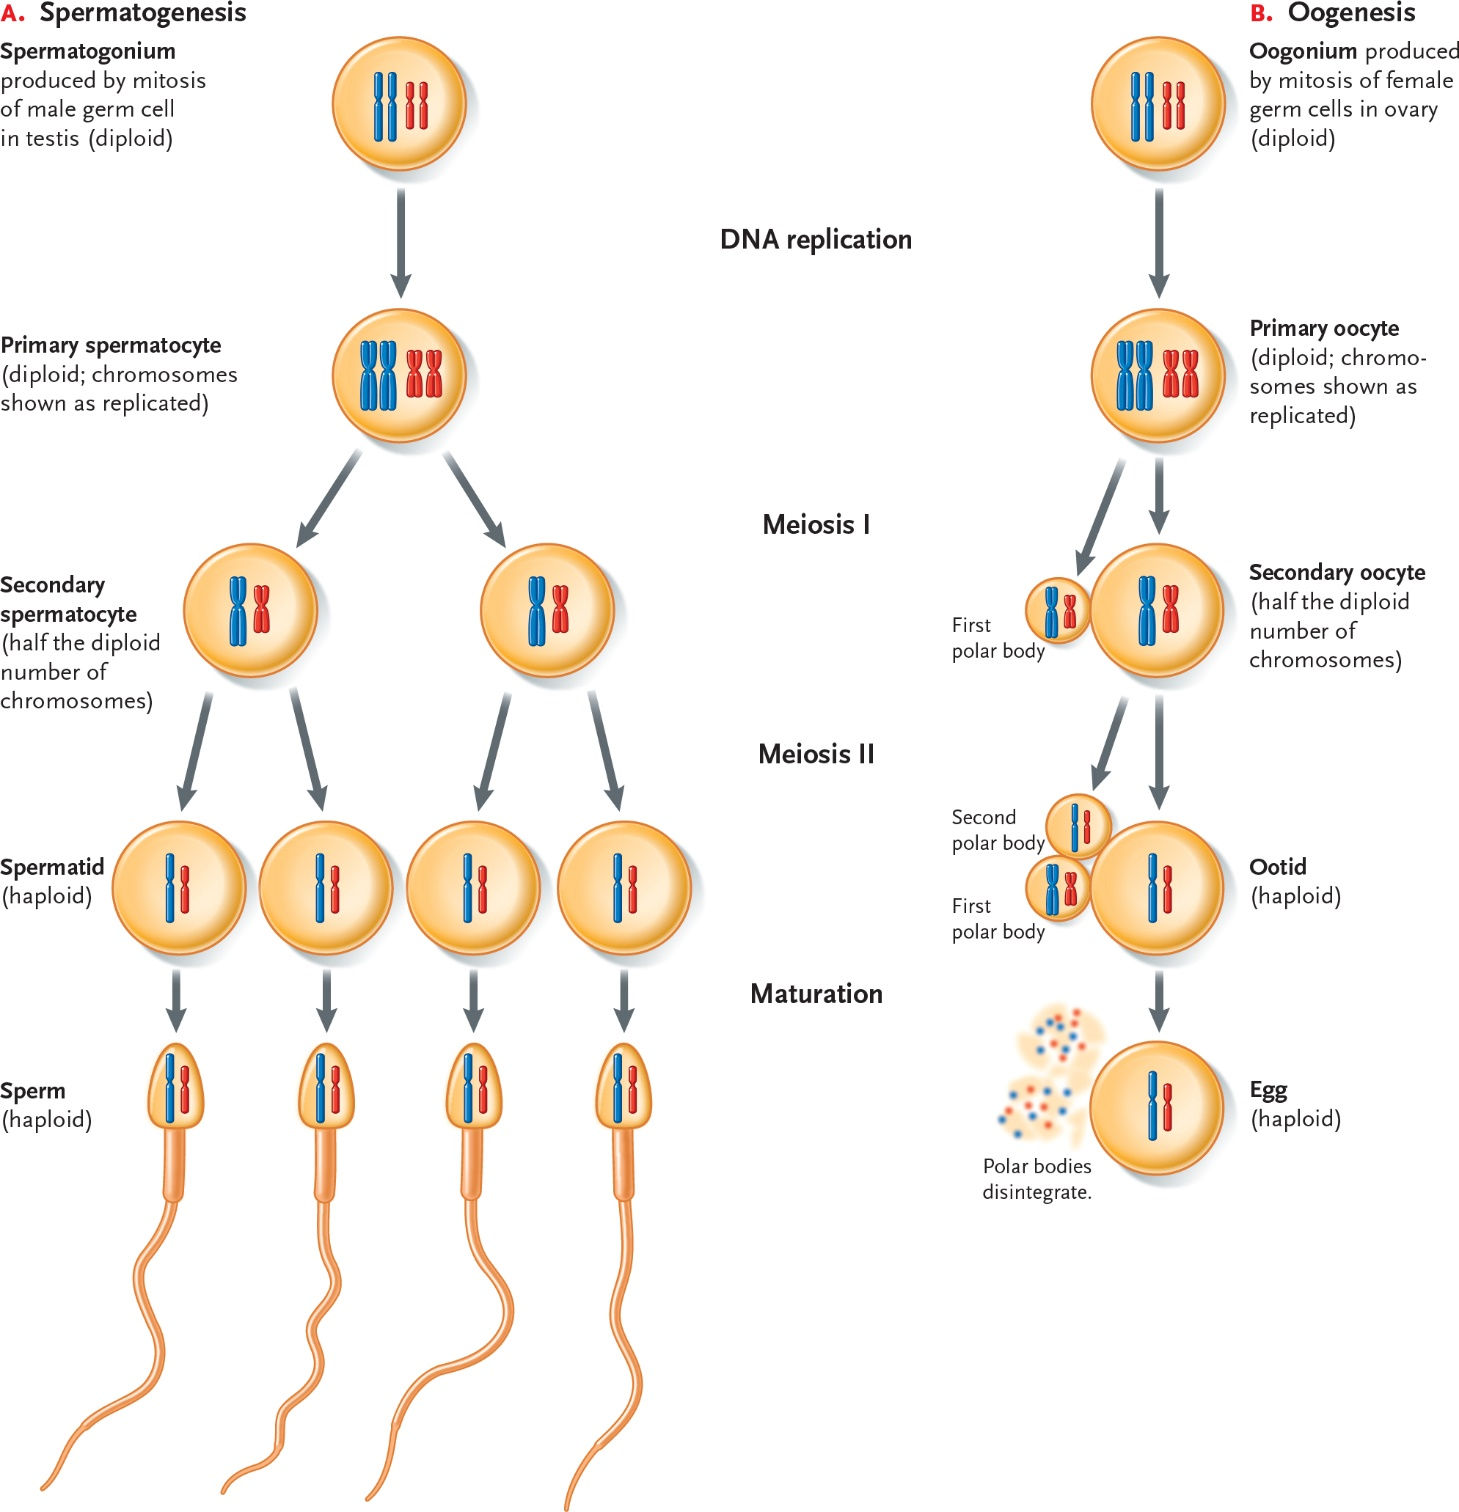 A. Spermatogenesis
Spermatogonium
produced by mitosis
of male germ cell
in testis (diploid)
B. Oogenesis
Oogonium produced
by mitosis of female
germ cells in ovary
(diploid)
DNA replication
Primary spermatocyte
(diploid; chromosomes
shown as replicated)
Primary oocyte
(diploid; chromo-
somes shown as
replicated)
Meiosis I
Secondary
spermatocyte
(half the diploid
number of
chromosomes)
First
polar body
Secondary oocyte
(half the diploid
number of
chromosomes)
Meiosis II
Spermatid
(haploid)
Second
polar body
First
polar body
Ootid
(haploid)
Maturation
Sperm
(haploid)
Egg
(haploid)
Polar bodies
disintegrate.